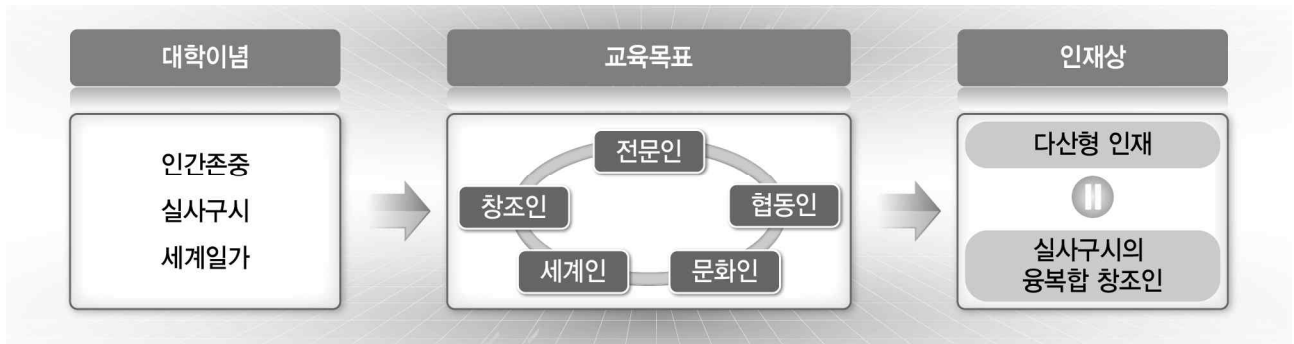 대학이념
인간존중
실사구시
세계일가
교육목표
전문인
창조인
협동인
세계인
문화인
인재상
다산형 인재
실사구시의
융복합 창조인